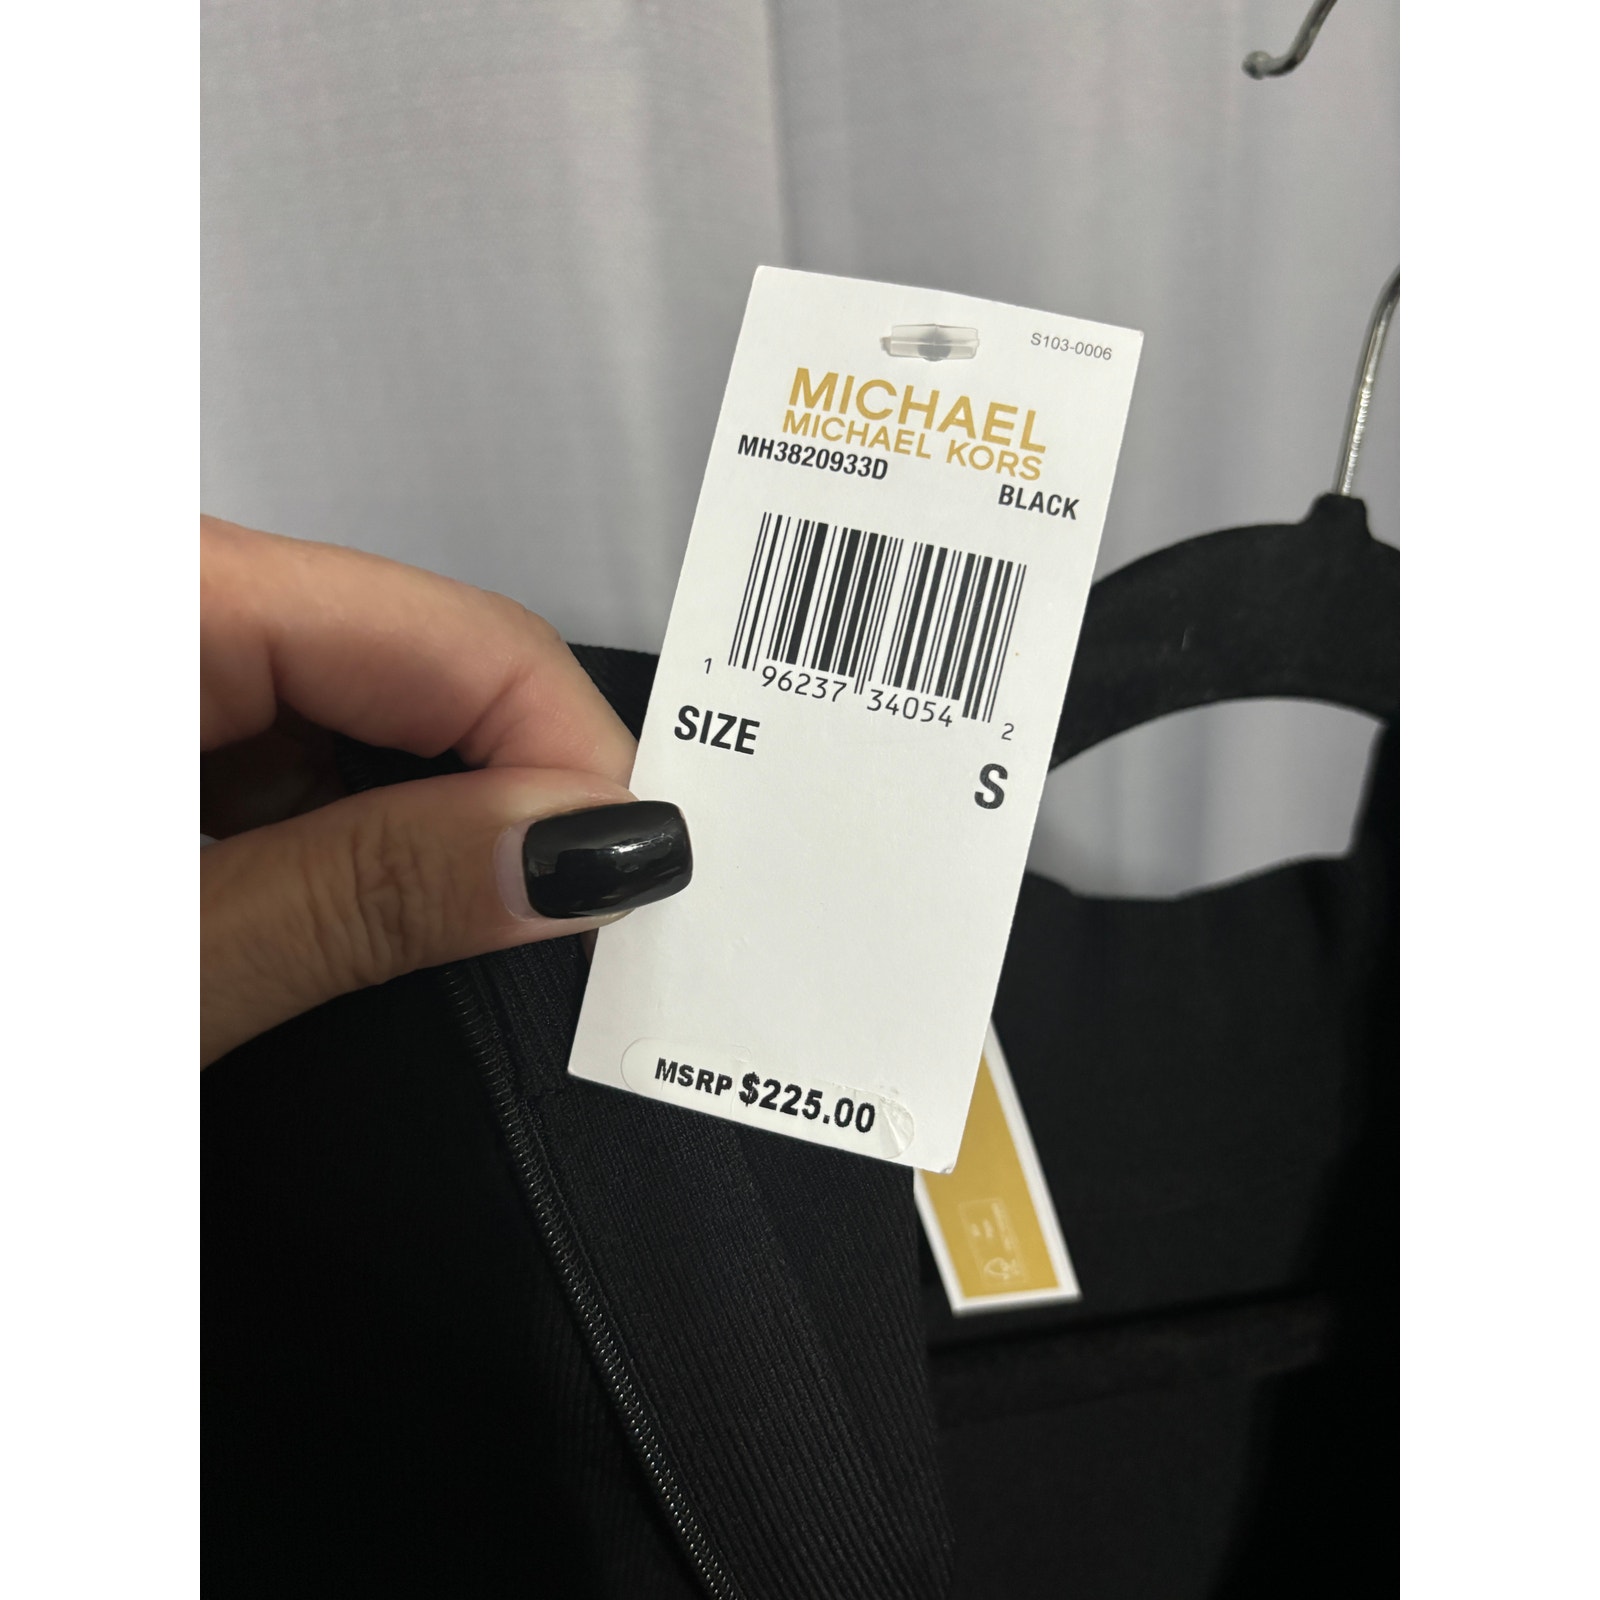 S103-0006
MICHAEL
MICHAEL KORS
MH3820933D
BLACK
1 96237 34054 2
SIZE
S
MSRP $225.00